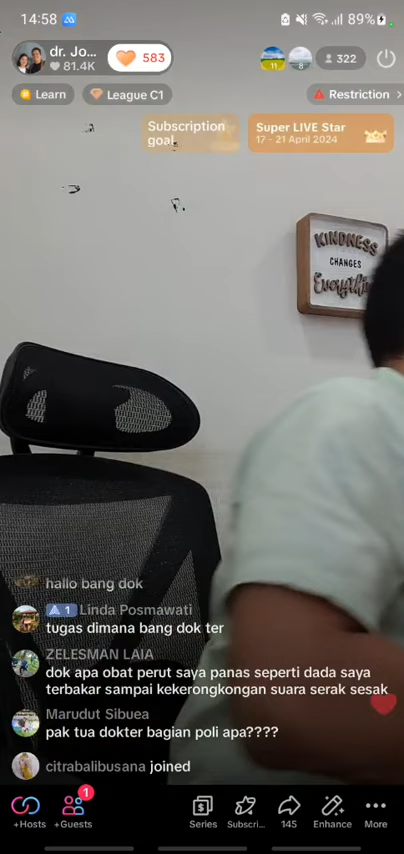 14:58
89%
dr. Jo...
81.4K
583
11
8
322
Learn
League C1
Restriction
Subscription
goal
Super LIVE Star
17 - 21 April 2024
KINDNESS
CHANGES
Everything
hallo bang dok
1 Linda Posmawati
tugas dimana bang dok ter
ZELESMAN LAIA
dok apa obat perut saya panas seperti dada saya
terbakar sampai kekerongkongan suara serak sesak
Marudut Sibuea
pak tua dokter bagian poli apa????
citrabalibusana joined
1
+Hosts
+Guests
Series
Subscri...
145
Enhance
More